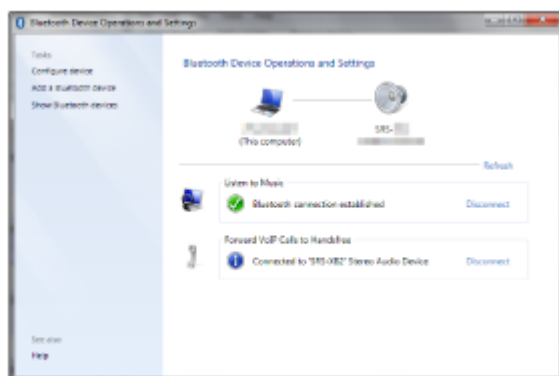 Bluetooth Device Operations and Settings
Tasks
Configure device
Add a Bluetooth device
Show Bluetooth devices
Bluetooth Device Operations and Settings
(This computer)
SRS-
Refresh
Listen to Music
Bluetooth connection established
Disconnect
Forward VoIP Calls to Handsfree
Connected to "SRS-XB2" Stereo Audio Device
Disconnect
See also
Help